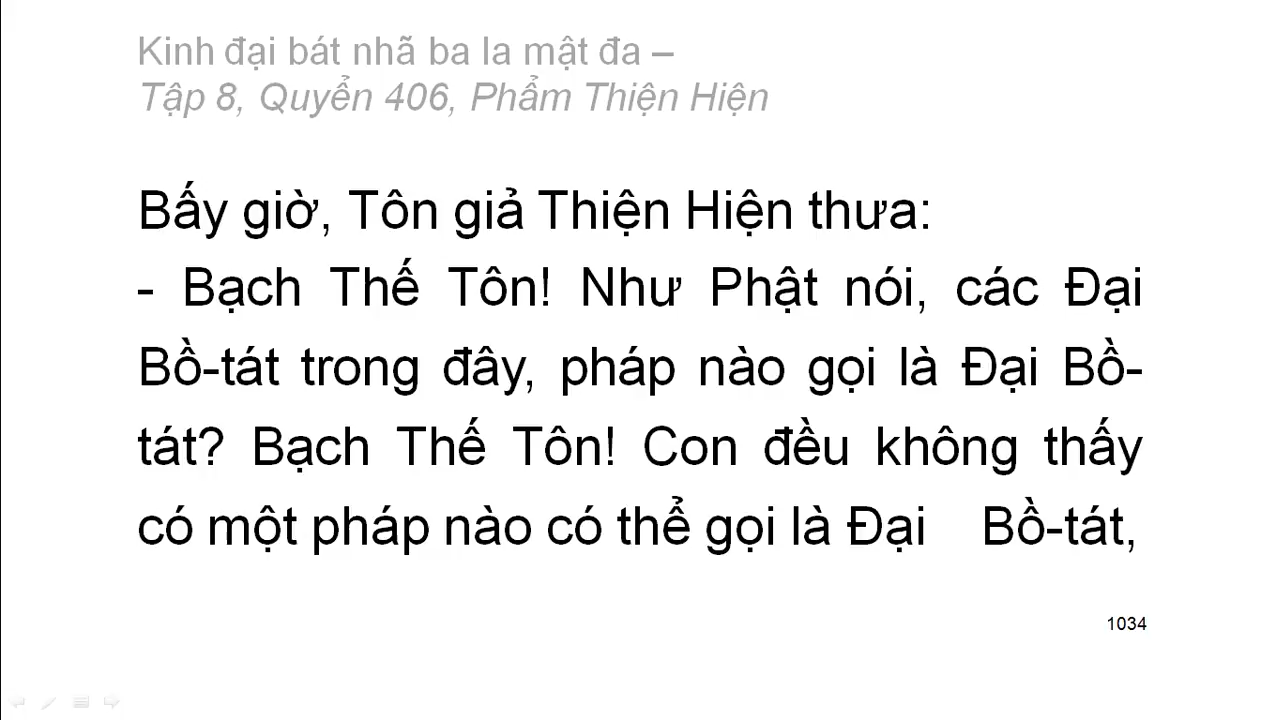 Kinh đại bát nhã ba la mật đa –
Tập 8, Quyển 406, Phẩm Thiện Hiện
Bấy giờ, Tôn giả Thiện Hiện thưa:
- Bạch Thế Tôn! Như Phật nói, các Đại
Bồ-tát trong đây, pháp nào gọi là Đại Bồ-
tát? Bạch Thế Tôn! Con đều không thấy
có một pháp nào có thể gọi là Đại Bồ-tát,
1034